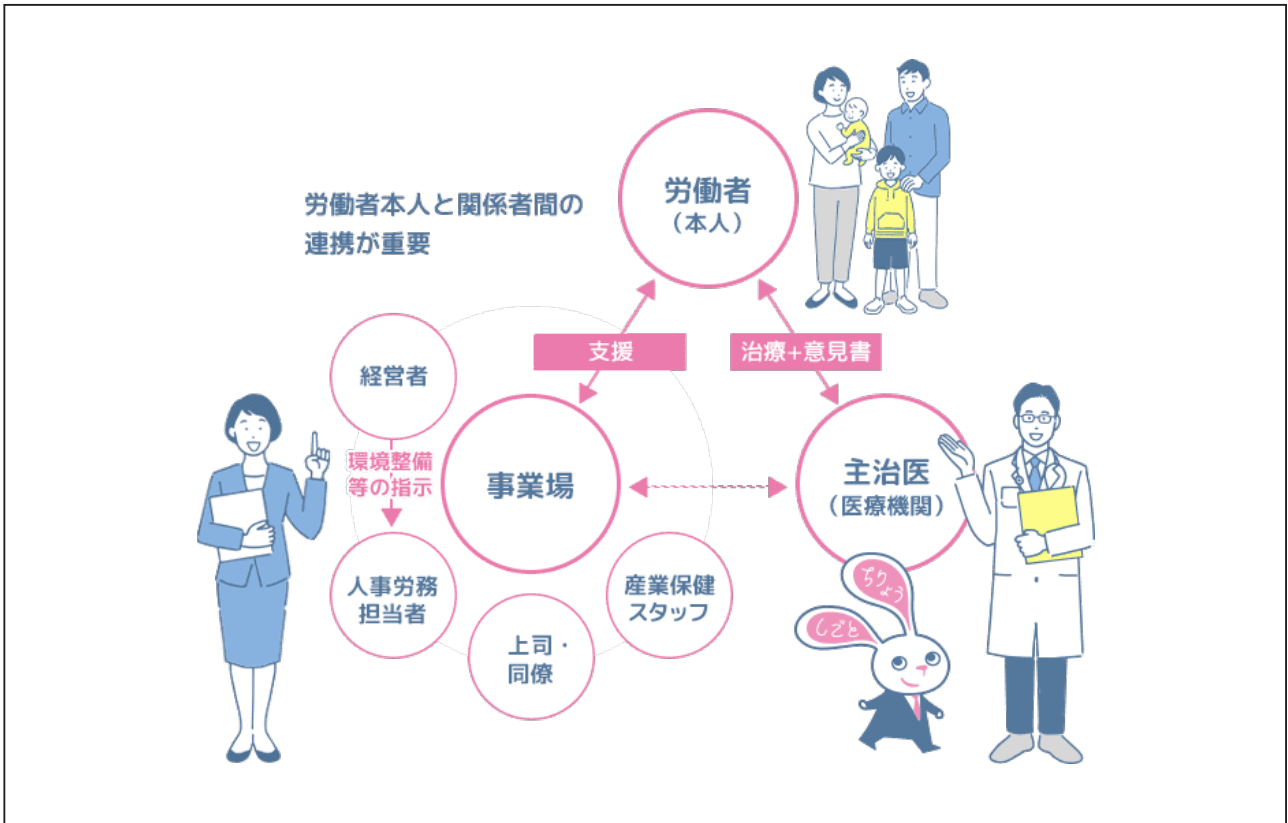 労働者
（本人）
労働者本人と関係者間の
連携が重要
支援
治療+意見書
経営者
環境整備
等の指示
事業場
主治医
（医療機関）
人事労務
担当者
上司・
同僚
産業保健
スタッフ
ちりょう
しごと